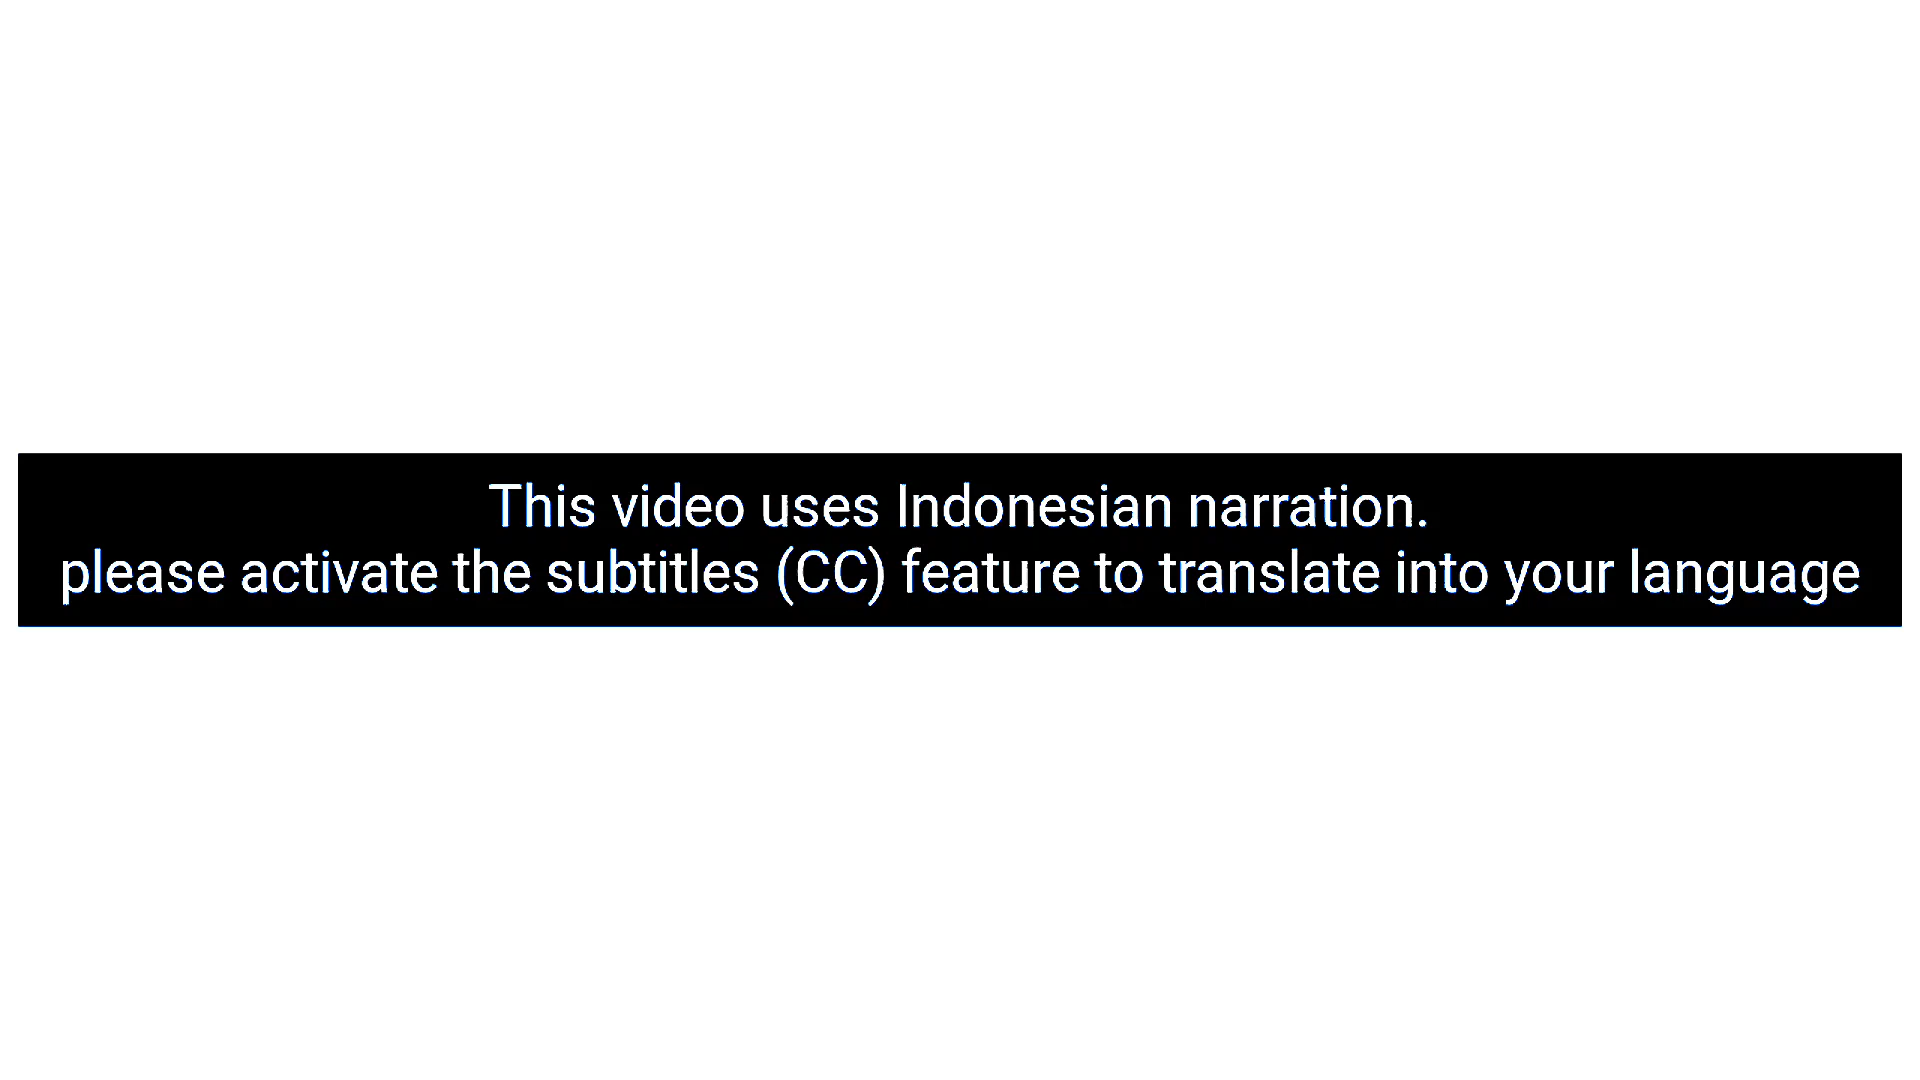 This video uses Indonesian narration.
please activate the subtitles (CC) feature to translate into your language